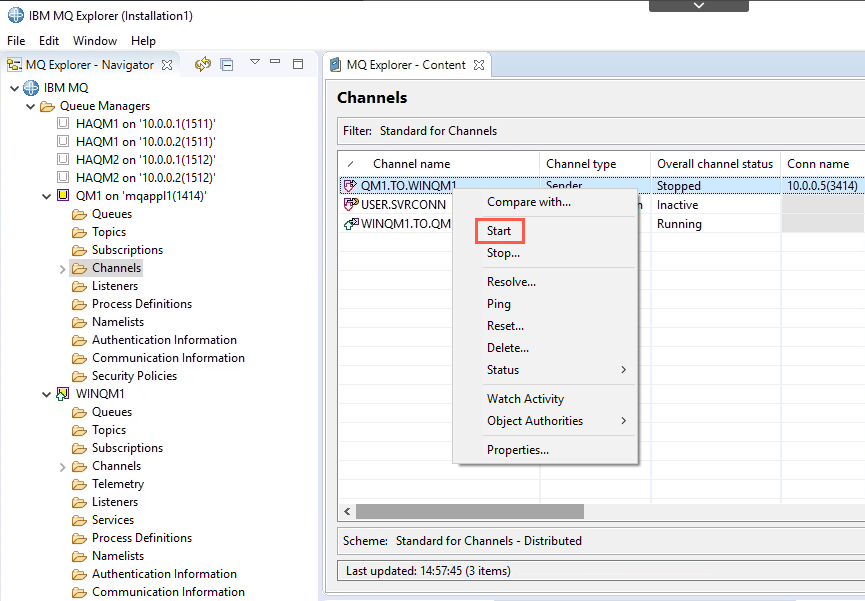 IBM MQ Explorer (Installation1)
File Edit Window Help
MQ Explorer - Navigator
IBM MQ
Queue Managers
HAQM1 on '10.0.0.1(1511)'
HAQM1 on '10.0.0.2(1511)'
HAQM2 on '10.0.0.1(1512)'
HAQM2 on '10.0.0.2(1512)'
QM1 on 'mqappl1(1414)'
Queues
Topics
Subscriptions
Channels
Listeners
Process Definitions
Namelists
Authentication Information
Communication Information
Security Policies
WINQM1
Queues
Topics
Subscriptions
Channels
Telemetry
Listeners
Services
Process Definitions
Namelists
Authentication Information
Communication Information
MQ Explorer - Content
Channels
Filter: Standard for Channels
Channel name Channel type Overall channel status Conn name
QM1.TO.WINQM1 Sender Stopped 10.0.0.5(3414)
USER.SVRCONN n Inactive
WINQM1.TO.QM Running
Compare with...
Start
Stop...
Resolve...
Ping
Reset...
Delete...
Status
Watch Activity
Object Authorities
Properties...
Scheme: Standard for Channels - Distributed
Last updated: 14:57:45 (3 items)